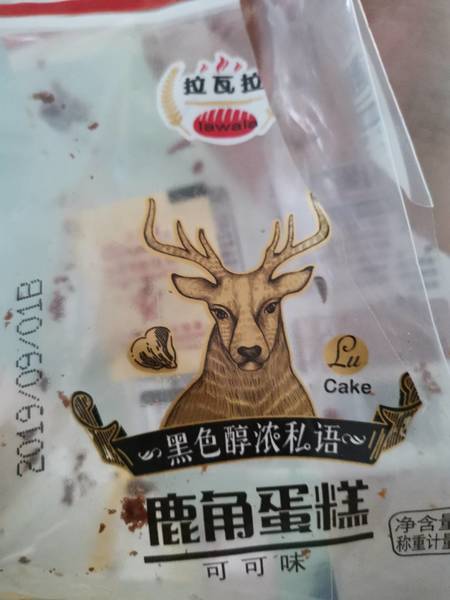 拉瓦拉
lawala
2019/09/01B
Lu
Cake
黑色醇浓私语
鹿角蛋糕
可可味
净含量
称重计量